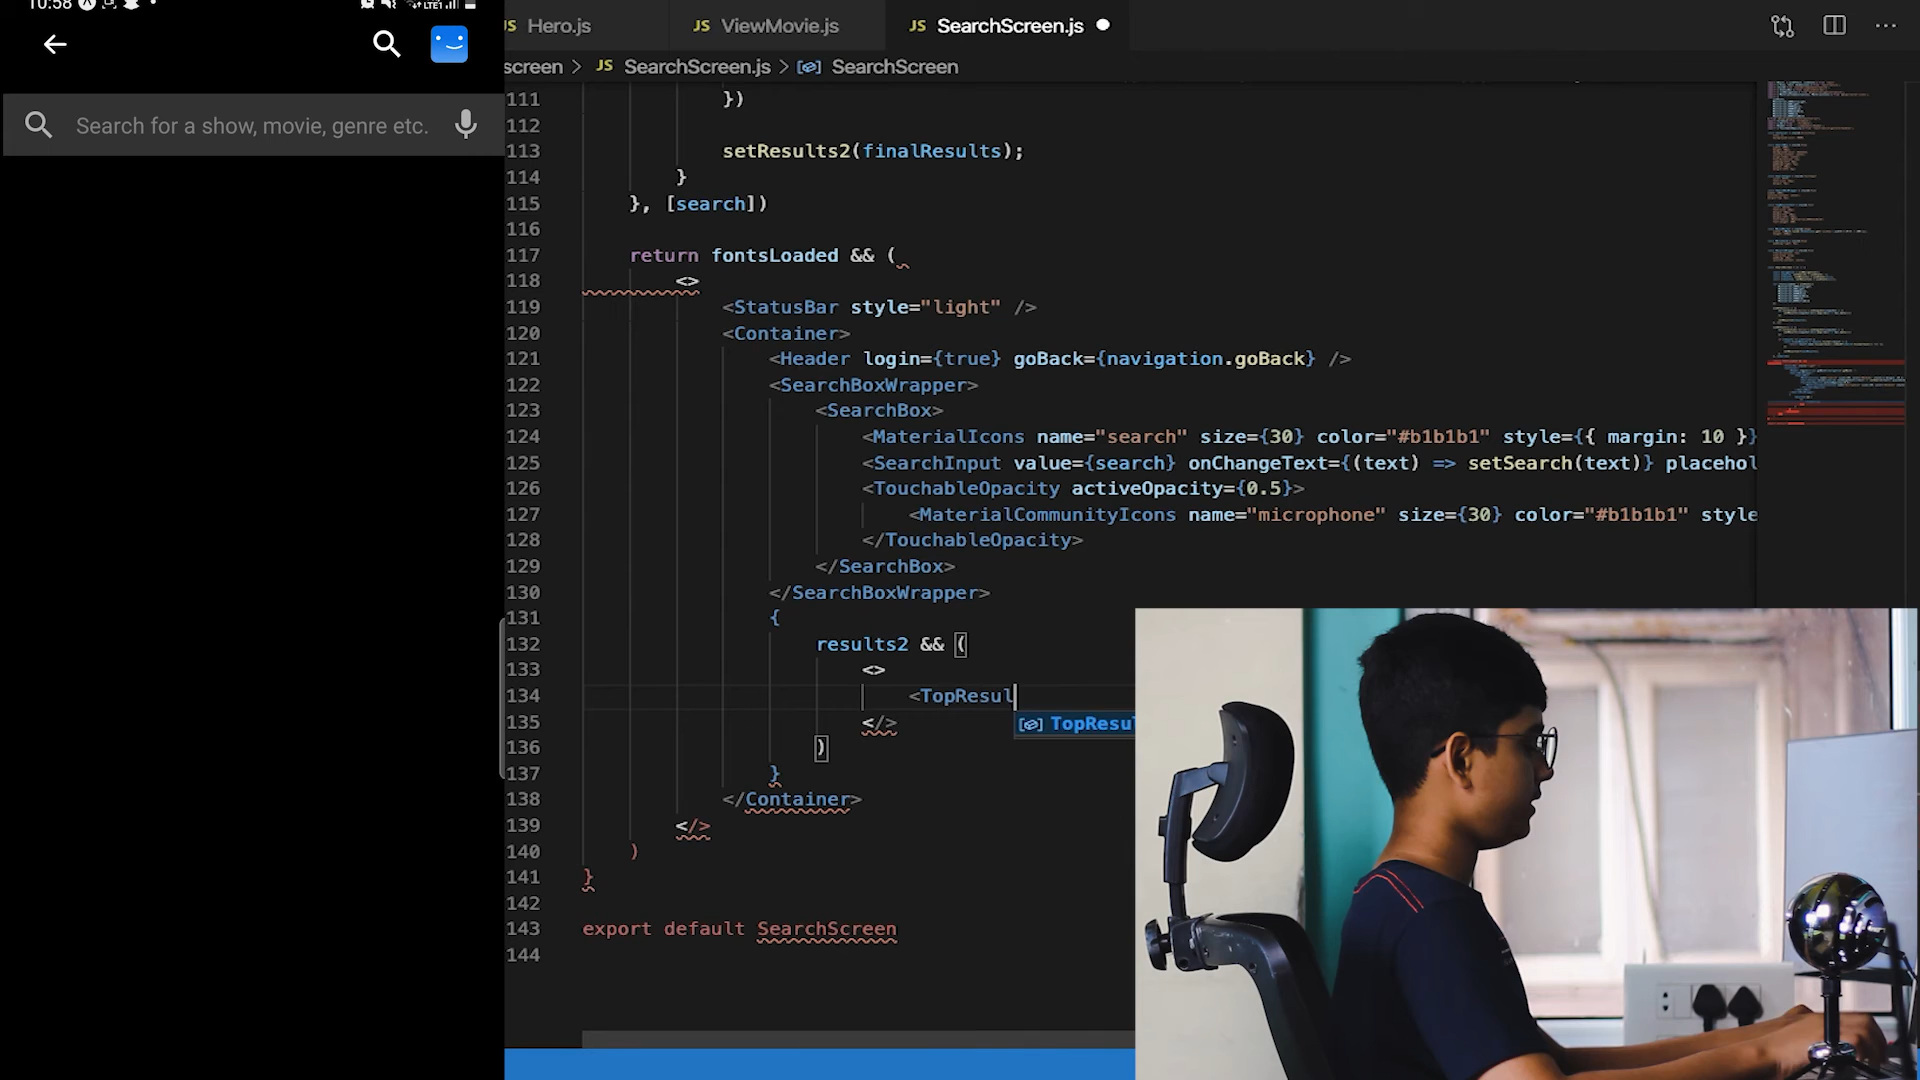 10:58
LTE1
Search for a show, movie, genre etc.
JS Hero.js
JS ViewMovie.js
JS SearchScreen.js
screen > JS SearchScreen.js > SearchScreen
111 })
112
113 setResults2(finalResults);
114 }
115 }, [search])
116
117 return fontsLoaded && (
118 <>
119 <StatusBar style="light" />
120 <Container>
121 <Header login={true} goBack={navigation.goBack} />
122 <SearchBoxWrapper>
123 <SearchBox>
124 <MaterialIcons name="search" size={30} color="#b1b1b1" style={{ margin: 10 }}
125 <SearchInput value={search} onChangeText={(text) => setSearch(text)} placehol
126 <TouchableOpacity activeOpacity={0.5}>
127 <MaterialCommunityIcons name="microphone" size={30} color="#b1b1b1" style
128 </TouchableOpacity>
129 </SearchBox>
130 </SearchBoxWrapper>
131 {
132 results2 && (
133 <>
134 <TopResul
TopResul
135 </>
136 )
137 }
138 </Container>
139 </>
140 )
141 }
142
143 export default SearchScreen
144